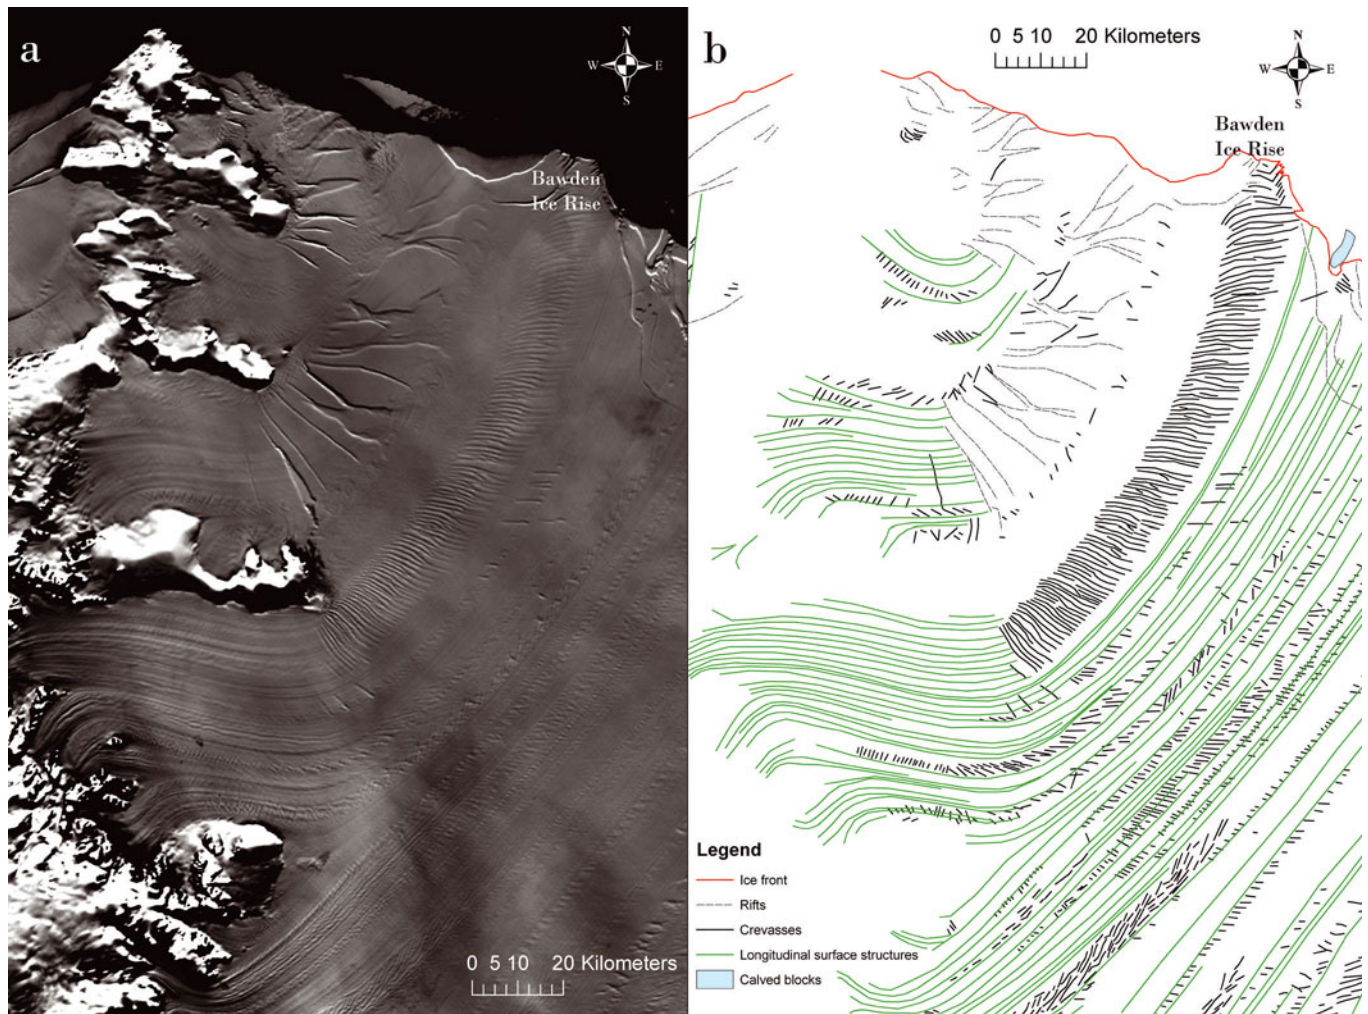 a
N
W E
S
Bawden
Ice Rise
0 5 10 20 Kilometers
b
0 5 10 20 Kilometers
N
W E
S
Bawden
Ice Rise
Legend
Ice front
Rifts
Crevasses
Longitudinal surface structures
Calved blocks